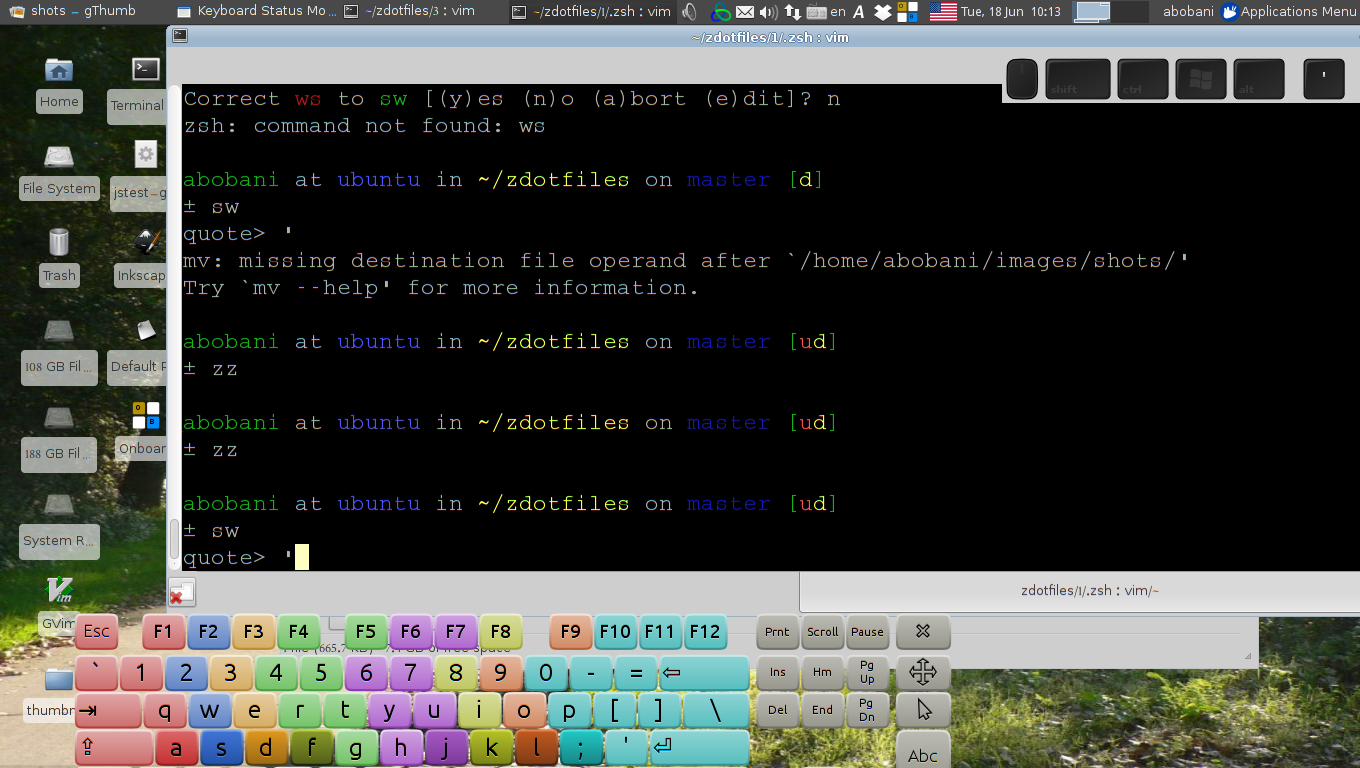 shots – gThumb
Keyboard Status Mo ...
~/zdotfiles/3 : vim
~/zdotfiles/1/.zsh : vim
en
A
Tue, 18 Jun 10:13
abobani
Applications Menu
~/zdotfiles/1/.zsh : vim
shift
ctrl
alt
'
Home
Terminal
File System
jstest-g
Trash
Inkscap
108 GB Fil ...
Default F
188 GB Fil ...
Onboar
System R...
GVim
thumbn
Correct ws to sw [(y)es (n)o (a)bort (e)dit]? n
zsh: command not found: ws
abobani at ubuntu in ~/zdotfiles on master [d]
± sw
quote> '
mv: missing destination file operand after `/home/abobani/images/shots/'
Try `mv --help' for more information.
abobani at ubuntu in ~/zdotfiles on master [ud]
± zz
abobani at ubuntu in ~/zdotfiles on master [ud]
± zz
abobani at ubuntu in ~/zdotfiles on master [ud]
± sw
quote> '
zdotfiles/1/.zsh : vim/~
Esc F1 F2 F3 F4 F5 F6 F7 F8 F9 F10 F11 F12 Prnt Scroll Pause
` 1 2 3 4 5 6 7 8 9 0 - = ⇦ Ins Hm Pg Up
⇥ q w e r t y u i o p [ ] \ Del End Pg Dn
⇪ a s d f g h j k l ; ' ⏎ Abc